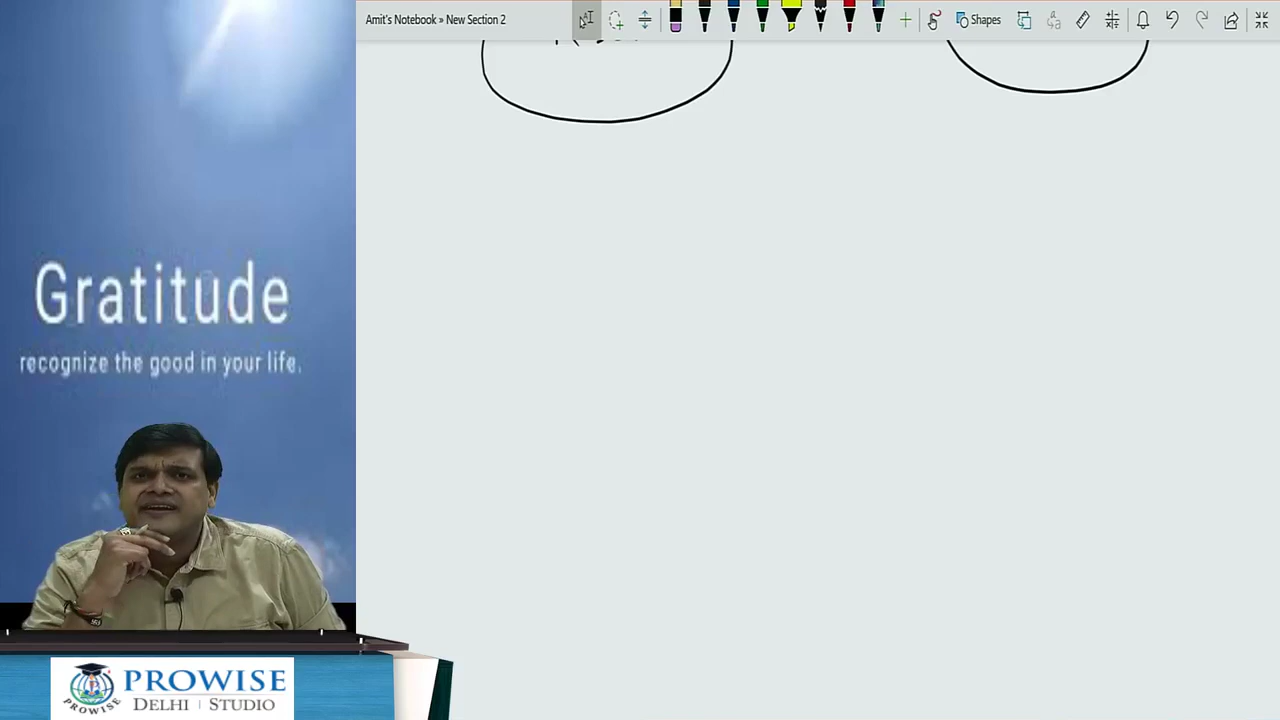 Amit's Notebook » New Section 2
Shapes
Gratitude
recognize the good in your life.
PROWISE
PROWISE
DELHI | STUDIO